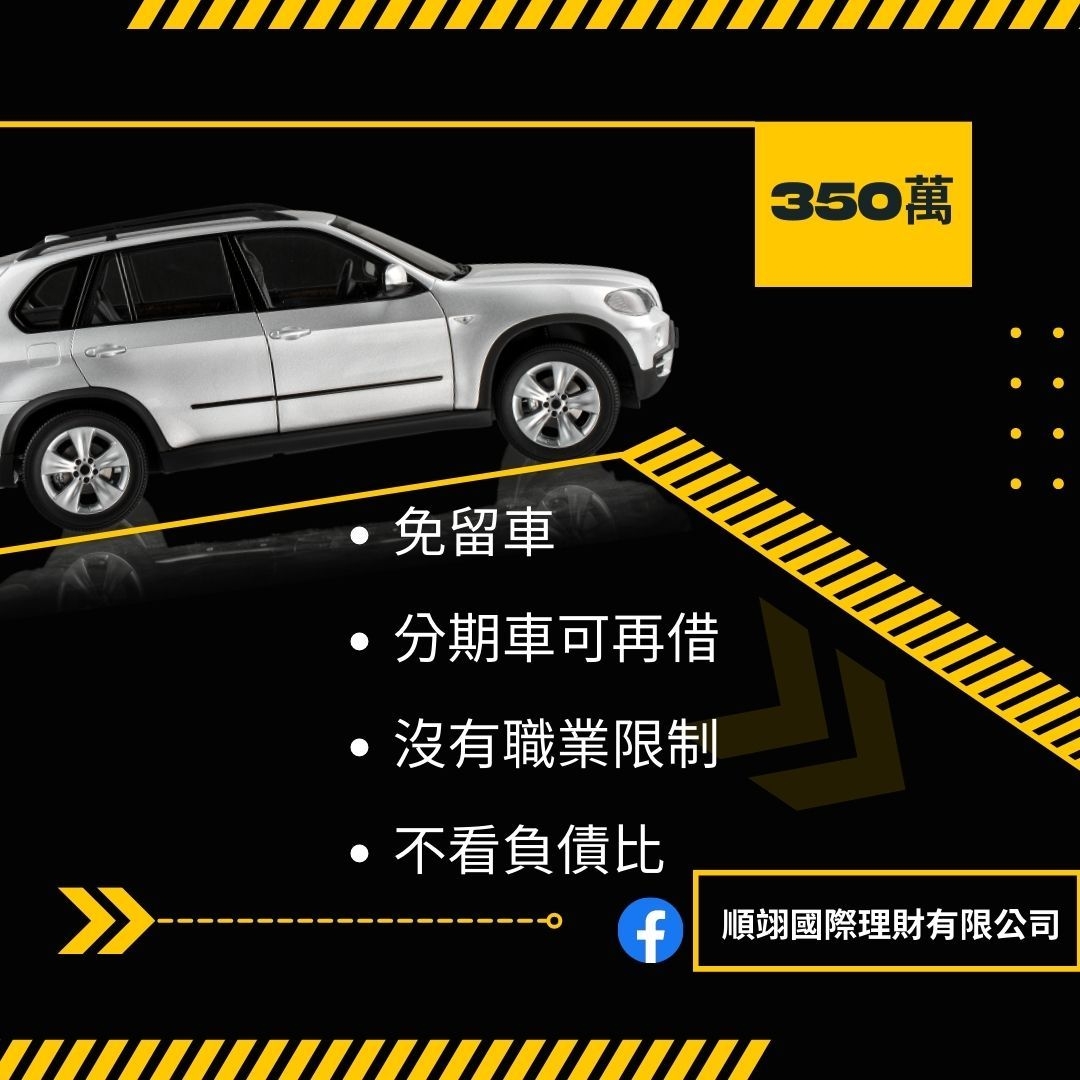 350萬
免留車
分期車可再借
沒有職業限制
不看負債比
順翊國際理財有限公司